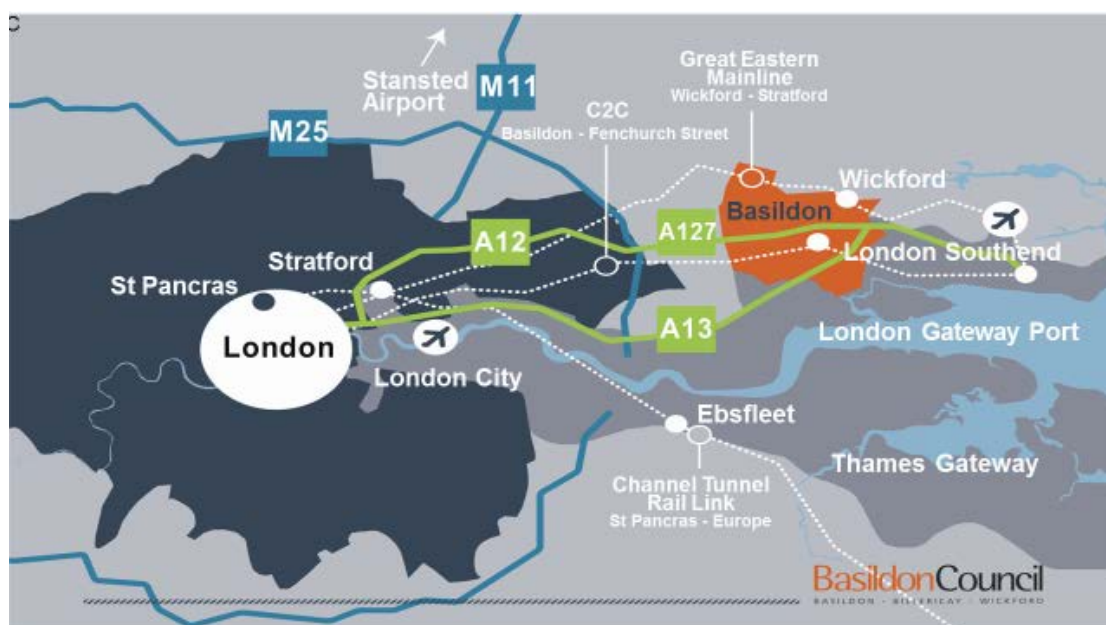 C
Stansted
Airport
M11
Great Eastern
Mainline
Wickford - Stratford
C2C
Basildon - Fenchurch Street
M25
Wickford
Basildon
A12
A127
London Southend
Stratford
St Pancras
London
A13
London Gateway Port
London City
Ebsfleet
Thames Gateway
Channel Tunnel
Rail Link
St Pancras - Europe
BasildonCouncil
BASILDON - BILLERICAY - WICKFORD